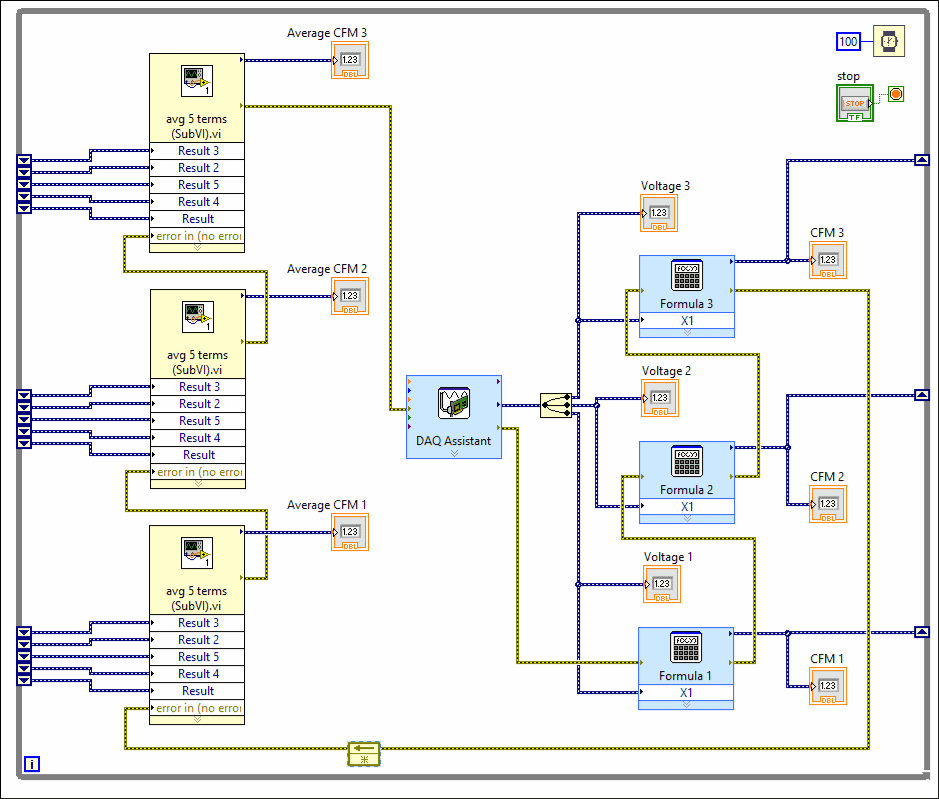 Average CFM 3
1.23
DBL
100
stop
STOP
TF
1
avg 5 terms
(SubVI).vi
Result 3
Result 2
Result 5
Result 4
Result
error in (no error
Voltage 3
1.23
DBL
CFM 3
1.23
DBL
f(x,y)
Formula 3
X1
Average CFM 2
1.23
DBL
1
avg 5 terms
(SubVI).vi
Result 3
Result 2
Result 5
Result 4
Result
error in (no error
DAQ Assistant
Voltage 2
1.23
DBL
f(x,y)
Formula 2
X1
CFM 2
1.23
DBL
Average CFM 1
1.23
DBL
1
avg 5 terms
(SubVI).vi
Result 3
Result 2
Result 5
Result 4
Result
error in (no error
Voltage 1
1.23
DBL
f(x,y)
Formula 1
X1
CFM 1
1.23
DBL
i